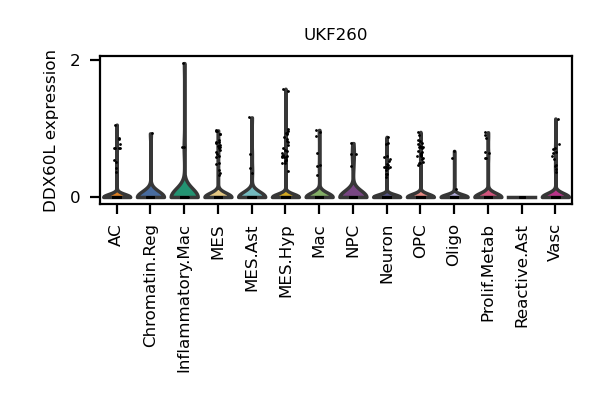 UKF260
DDX60L expression
2
0
AC
Chromatin.Reg
Inflammatory.Mac
MES
MES.Ast
MES.Hyp
Mac
NPC
Neuron
OPC
Oligo
Prolif.Metab
Reactive.Ast
Vasc